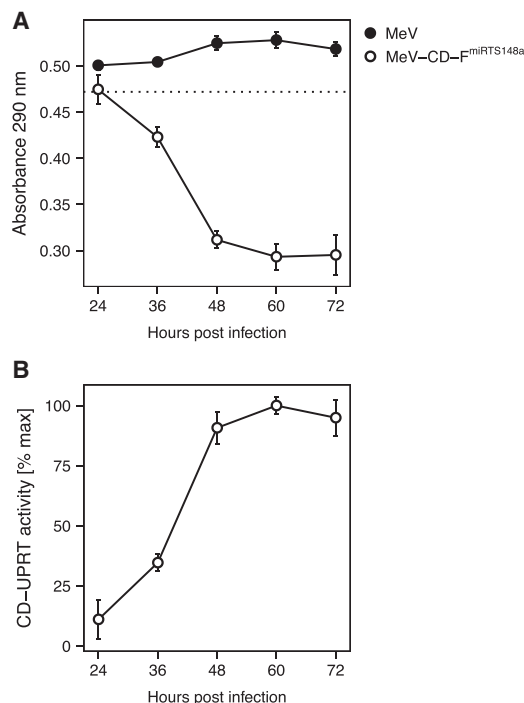 A
MeV
MeV–CD–FmiRTS148a
Absorbance 290 nm
0.50
0.45
0.40
0.35
0.30
24 36 48 60 72
Hours post infection
B
CD–UPRT activity [% max]
100
75
50
25
0
24 36 48 60 72
Hours post infection